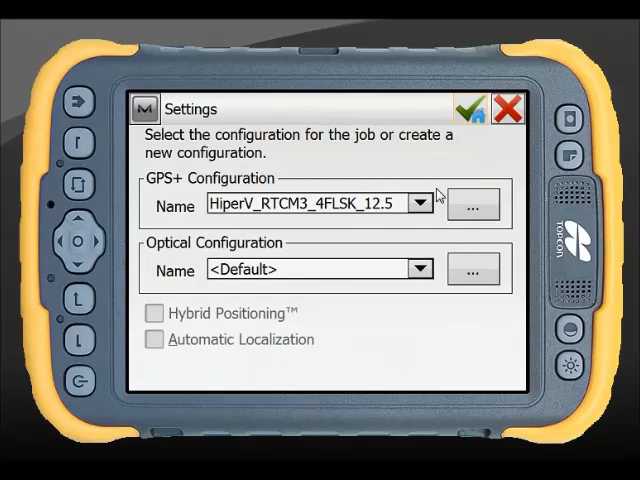 Settings
Select the configuration for the job or create a
new configuration.
GPS+ Configuration
Name HiperV_RTCM3_4FLSK_12.5 ...
Optical Configuration
Name <Default> ...
Hybrid Positioning™
Automatic Localization
TOPCON